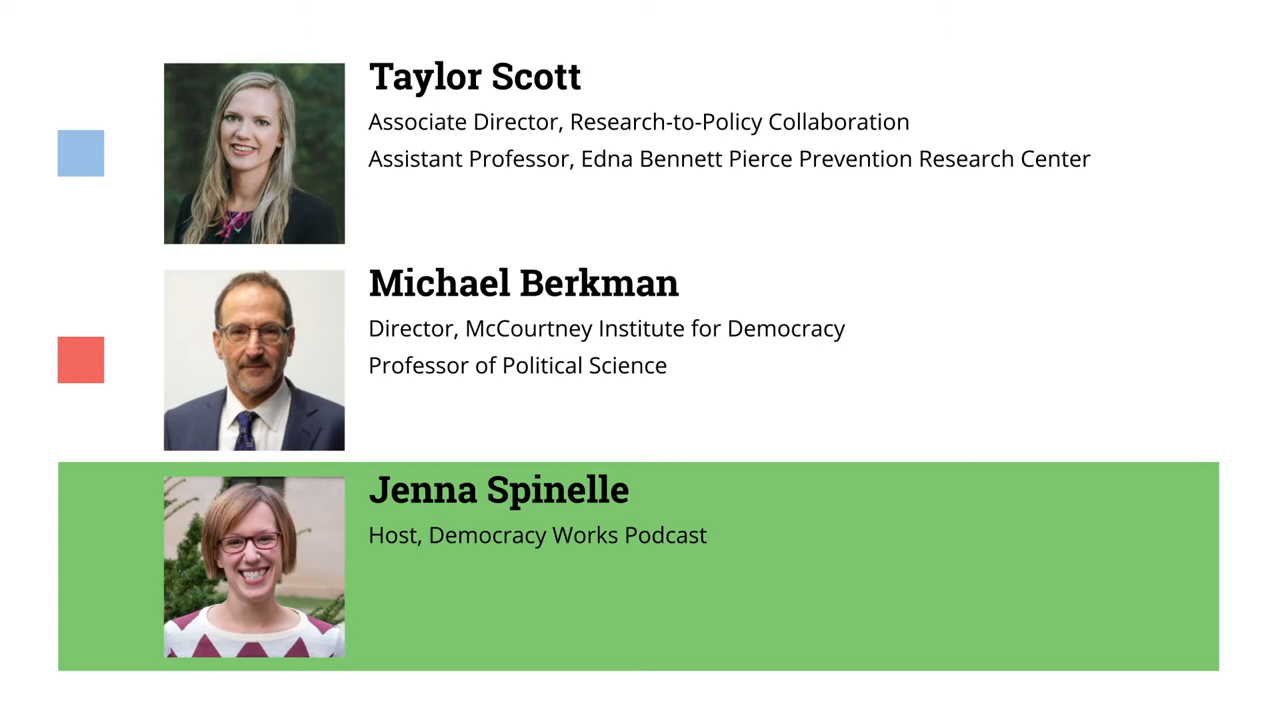 Taylor Scott
Associate Director, Research-to-Policy Collaboration
Assistant Professor, Edna Bennett Pierce Prevention Research Center
Michael Berkman
Director, McCourtney Institute for Democracy
Professor of Political Science
Jenna Spinelle
Host, Democracy Works Podcast